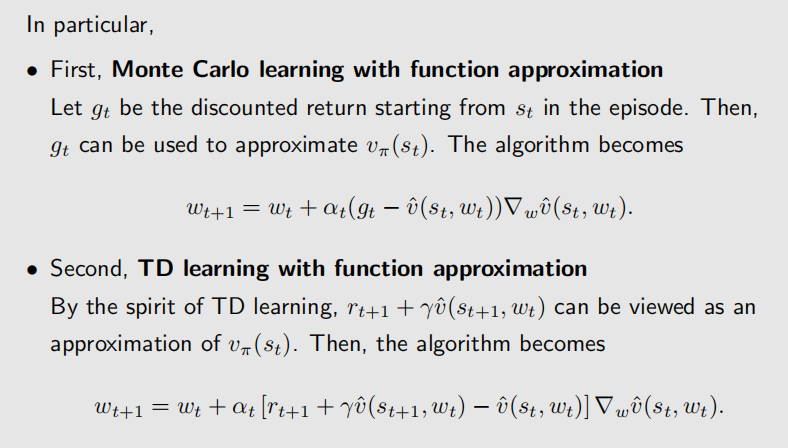 In particular,
• First, Monte Carlo learning with function approximation
Let g_t be the discounted return starting from s_t in the episode. Then,
g_t can be used to approximate v_π(s_t). The algorithm becomes
w_{t+1} = w_t + α_t(g_t − v̂(s_t, w_t))∇_w v̂(s_t, w_t).
• Second, TD learning with function approximation
By the spirit of TD learning, r_{t+1} + γv̂(s_{t+1}, w_t) can be viewed as an
approximation of v_π(s_t). Then, the algorithm becomes
w_{t+1} = w_t + α_t [r_{t+1} + γv̂(s_{t+1}, w_t) − v̂(s_t, w_t)] ∇_w v̂(s_t, w_t).